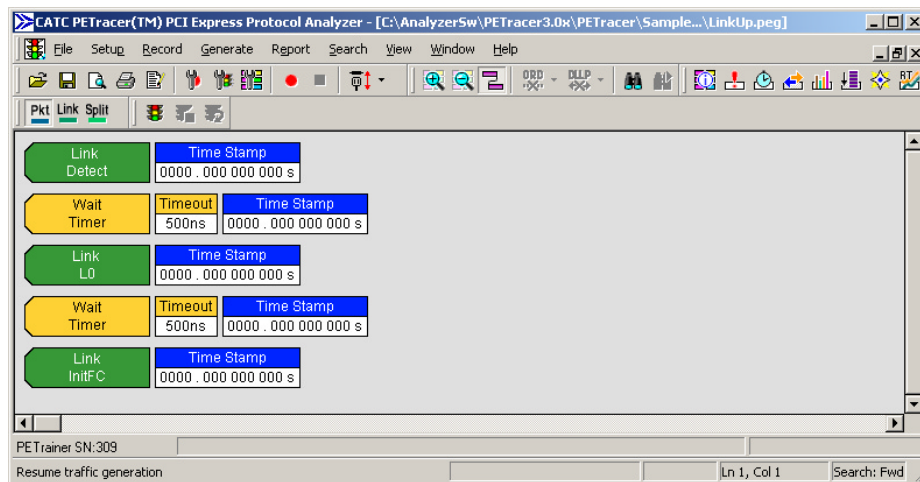 CATC PETracer(TM) PCI Express Protocol Analyzer - [C:\AnalyzerSw\PETracer3.0x\PETracer\Sample...\LinkUp.peg]
File Setup Record Generate Report Search View Window Help
ORD DLLP RT
Pkt Link Split
Link Detect Time Stamp
0000 . 000 000 000 s
Wait Timer Timeout Time Stamp
500ns 0000 . 000 000 000 s
Link L0 Time Stamp
0000 . 000 000 000 s
Wait Timer Timeout Time Stamp
500ns 0000 . 000 000 000 s
Link InitFC Time Stamp
0000 . 000 000 000 s
PETrainer SN:309
Resume traffic generation Ln 1, Col 1 Search: Fwd